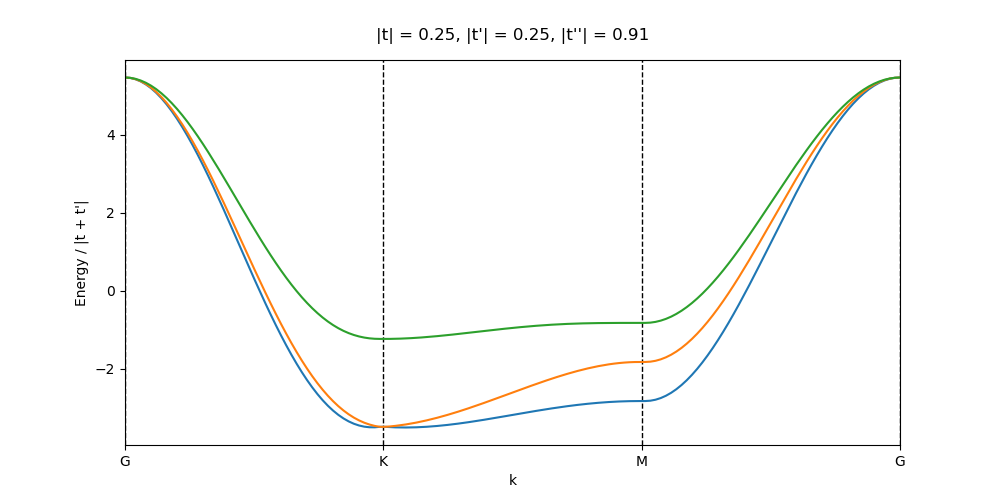 |t| = 0.25, |t'| = 0.25, |t''| = 0.91
Energy / |t + t'|
4
2
0
−2
G
K
M
G
k